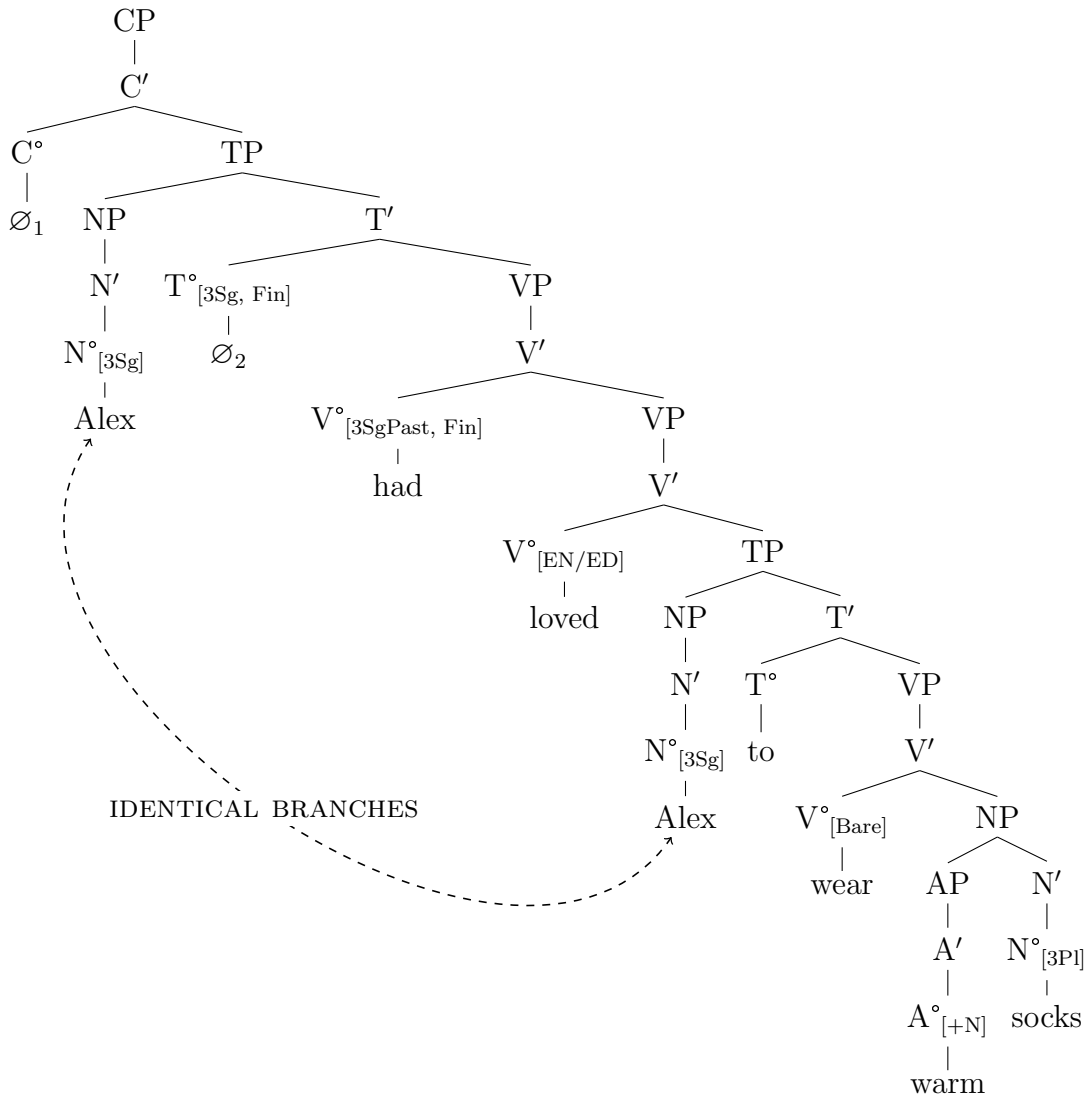 CP
C′
C° TP
∅₁ NP T′
N′ T°[3Sg, Fin] VP
N°[3Sg] ∅₂ V′
Alex V°[3SgPast, Fin] VP
had V′
V°[EN/ED] TP
loved NP T′
N′ T° VP
N°[3Sg] to V′
IDENTICAL BRANCHES Alex V°[Bare] NP
wear AP N′
A′ N°[3Pl]
A°[+N] socks
warm